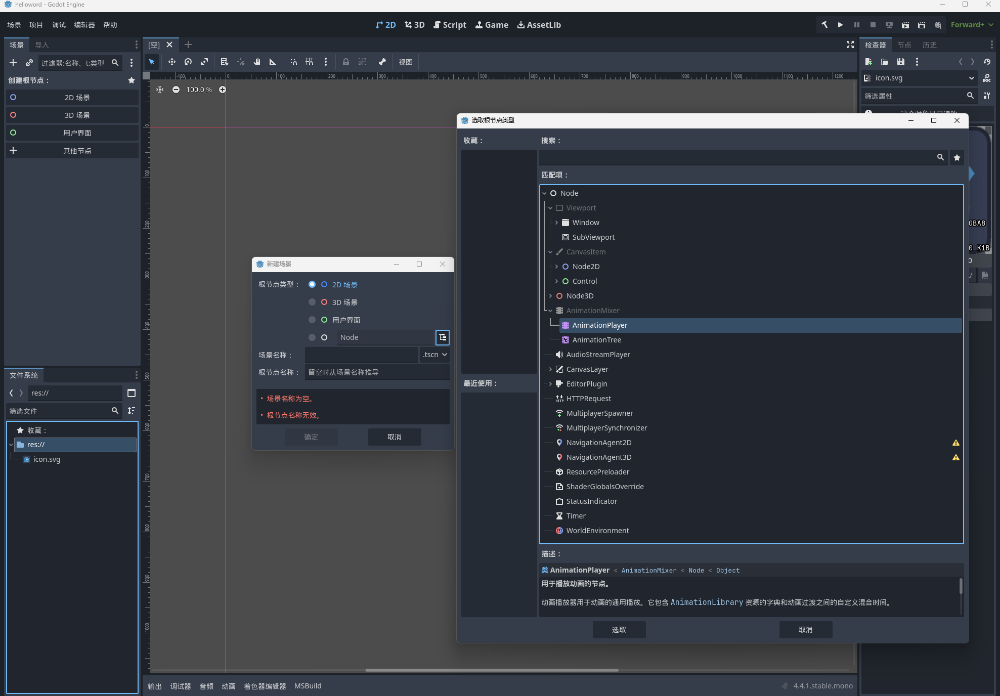 helloword - Godot Engine
场景 项目 调试 编辑器 帮助
2D 3D Script Game AssetLib
Forward+
场景 导入
过滤器:名称、t:类型
创建根节点：
2D 场景
3D 场景
用户界面
其他节点
文件系统
res://
筛选文件
收藏：
res://
icon.svg
[空]
视图
-100 0 100 200 300 400 500 600 700 800 900 1000 1100 1200
100.0 %
0
100
200
300
400
500
600
700
800
900
1000
新建场景
根节点类型： 2D 场景
3D 场景
用户界面
Node
场景名称： .tscn
根节点名称： 留空时从场景名称推导
• 场景名称为空。
• 根节点名称无效。
确定 取消
选取根节点类型
收藏：
最近使用：
搜索：
匹配项：
Node
Viewport
Window
SubViewport
CanvasItem
Node2D
Control
Node3D
AnimationMixer
AnimationPlayer
AnimationTree
AudioStreamPlayer
CanvasLayer
EditorPlugin
HTTPRequest
MultiplayerSpawner
MultiplayerSynchronizer
NavigationAgent2D
NavigationAgent3D
ResourcePreloader
ShaderGlobalsOverride
StatusIndicator
Timer
WorldEnvironment
描述：
类 AnimationPlayer < AnimationMixer < Node < Object
用于播放动画的节点。
动画播放器用于动画的通用播放。它包含 AnimationLibrary 资源的字典和动画过渡之间的自定义混合时间。
选取 取消
检查器 节点 历史
icon.svg
DOC
筛选属性
GBA8
0 KiB
输出 调试器 音频 动画 着色器编辑器 MSBuild
4.4.1.stable.mono